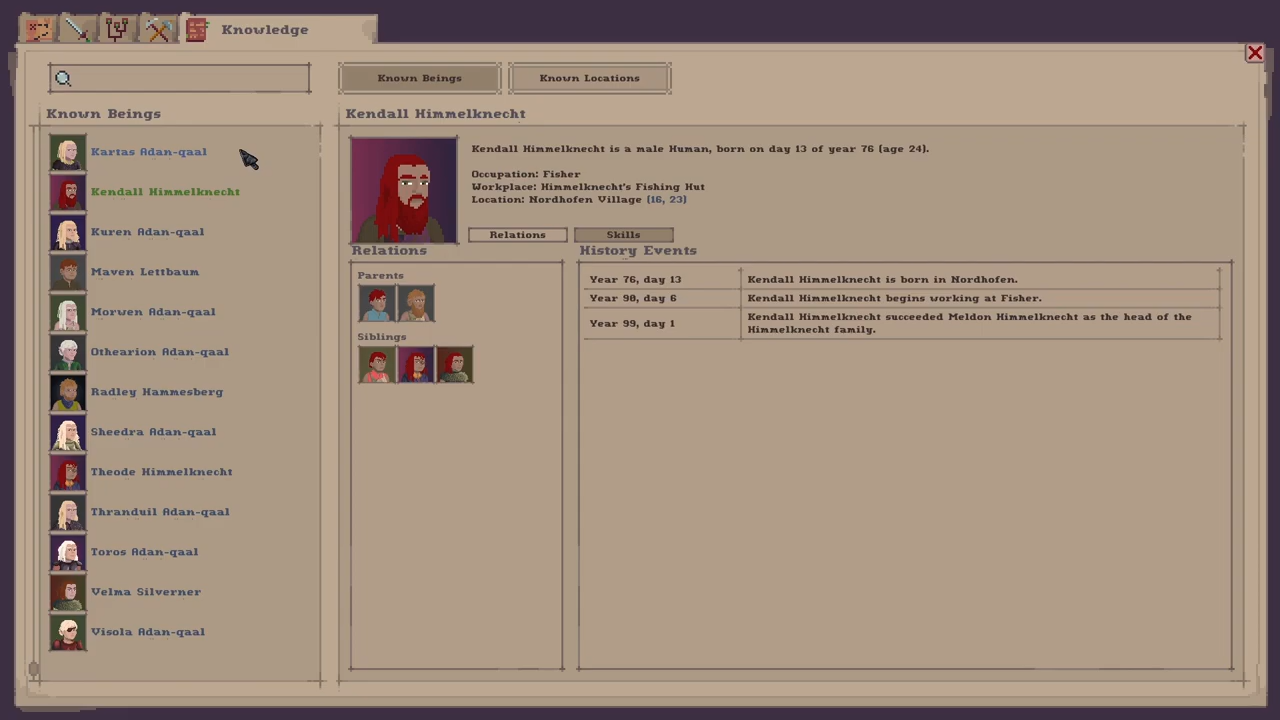 Knowledge
Known Beings
Known Locations
Known Beings
Kartas Adan-qaal
Kendall Himmelknecht
Kuren Adan-qaal
Maven Lettbaum
Morwen Adan-qaal
Othearion Adan-qaal
Radley Hammesberg
Sheedra Adan-qaal
Theode Himmelknecht
Thranduil Adan-qaal
Toros Adan-qaal
Velma Silverner
Visola Adan-qaal
Kendall Himmelknecht
Kendall Himmelknecht is a male Human, born on day 13 of year 76 (age 24).
Occupation: Fisher
Workplace: Himmelknecht's Fishing Hut
Location: Nordhofen Village (16, 23)
Relations
Skills
Relations
Parents
Siblings
History Events
Year 76, day 13
Kendall Himmelknecht is born in Nordhofen.
Year 90, day 6
Kendall Himmelknecht begins working at Fisher.
Year 99, day 1
Kendall Himmelknecht succeeded Meldon Himmelknecht as the head of the
Himmelknecht family.